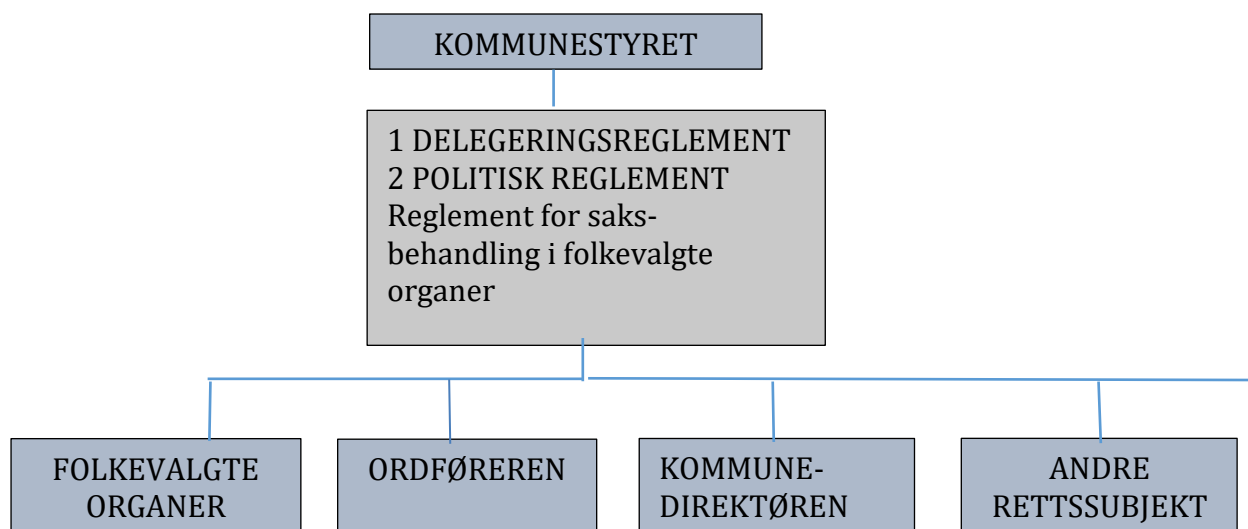 KOMMUNESTYRET
1 DELEGERINGSREGLEMENT
2 POLITISK REGLEMENT
Reglement for saks-
behandling i folkevalgte
organer
FOLKEVALGTE
ORGANER
ORDFØREREN
KOMMUNE-
DIREKTØREN
ANDRE
RETTSSUBJEKT